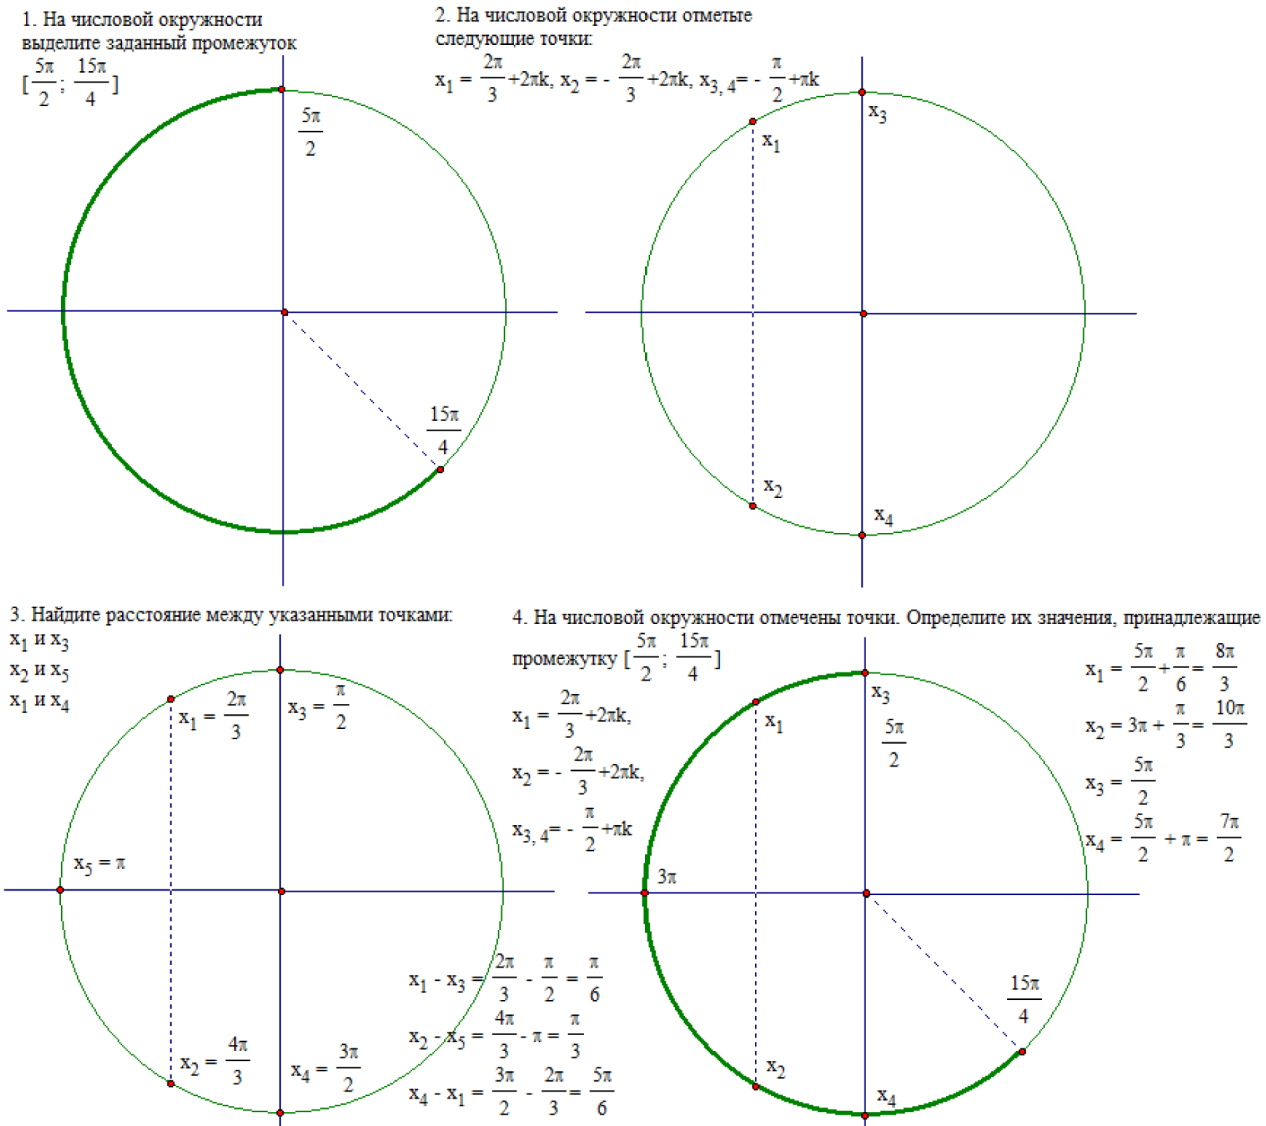 1. На числовой окружности
выделите заданный промежуток
[5π/2; 15π/4]
5π/2
15π/4
2. На числовой окружности отметьте
следующие точки:
x₁ = 2π/3+2πk, x₂ = - 2π/3+2πk, x₃,₄= - π/2+πk
x₃
x₁
x₂
x₄
3. Найдите расстояние между указанными точками:
x₁ и x₃
x₂ и x₅
x₁ и x₄
x₁ = 2π/3
x₃ = π/2
x₅ = π
x₂ = 4π/3
x₄ = 3π/2
x₁ - x₃ = 2π/3 - π/2 = π/6
x₂ - x₅ = 4π/3 - π = π/3
x₄ - x₁ = 3π/2 - 2π/3 = 5π/6
4. На числовой окружности отмечены точки. Определите их значения, принадлежащие
промежутку [5π/2; 15π/4]
x₁ = 2π/3+2πk,
x₂ = - 2π/3+2πk,
x₃,₄= - π/2+πk
x₃
x₁
5π/2
3π
15π/4
x₂
x₄
x₁ = 5π/2+π/6= 8π/3
x₂ = 3π + π/3= 10π/3
x₃ = 5π/2
x₄ = 5π/2 + π = 7π/2